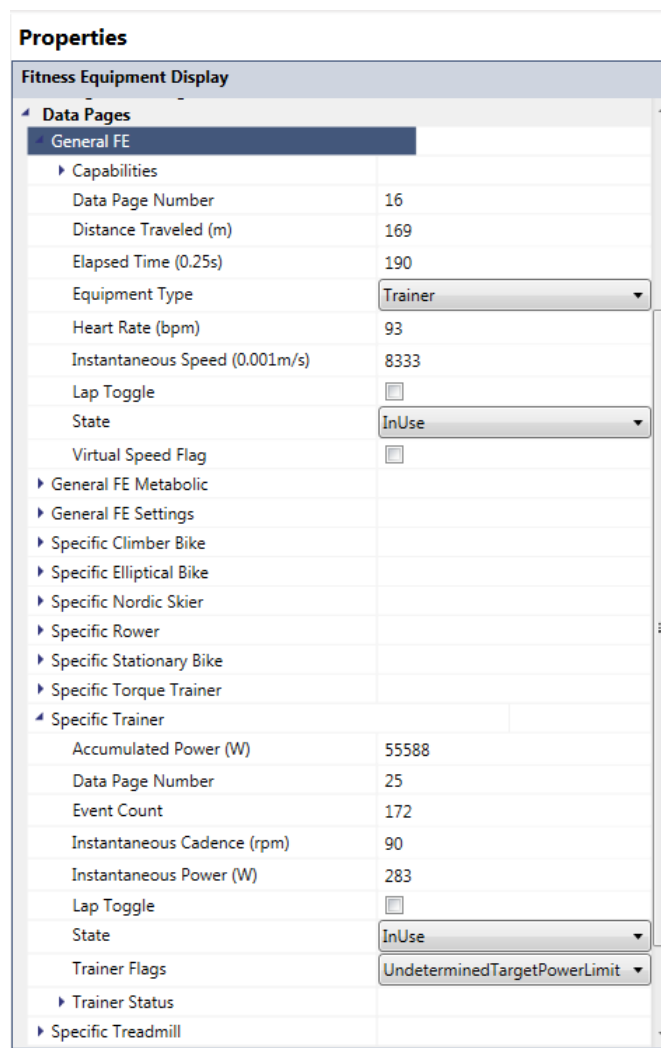 Properties
Fitness Equipment Display
Data Pages
General FE
Capabilities
Data Page Number 16
Distance Traveled (m) 169
Elapsed Time (0.25s) 190
Equipment Type Trainer
Heart Rate (bpm) 93
Instantaneous Speed (0.001m/s) 8333
Lap Toggle
State InUse
Virtual Speed Flag
General FE Metabolic
General FE Settings
Specific Climber Bike
Specific Elliptical Bike
Specific Nordic Skier
Specific Rower
Specific Stationary Bike
Specific Torque Trainer
Specific Trainer
Accumulated Power (W) 55588
Data Page Number 25
Event Count 172
Instantaneous Cadence (rpm) 90
Instantaneous Power (W) 283
Lap Toggle
State InUse
Trainer Flags UndeterminedTargetPowerLimit
Trainer Status
Specific Treadmill